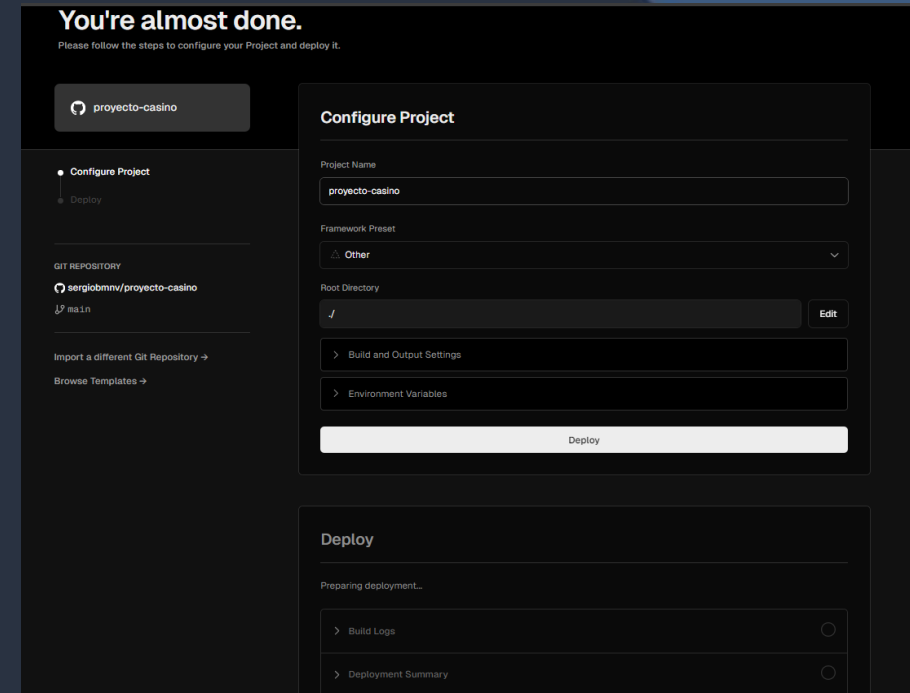 You're almost done.
Please follow the steps to configure your Project and deploy it.
proyecto-casino
Configure Project
Deploy
GIT REPOSITORY
sergiobmnv/proyecto-casino
main
Import a different Git Repository →
Browse Templates →
Configure Project
Project Name
proyecto-casino
Framework Preset
Other
Root Directory
./
Edit
Build and Output Settings
Environment Variables
Deploy
Deploy
Preparing deployment...
Build Logs
Deployment Summary